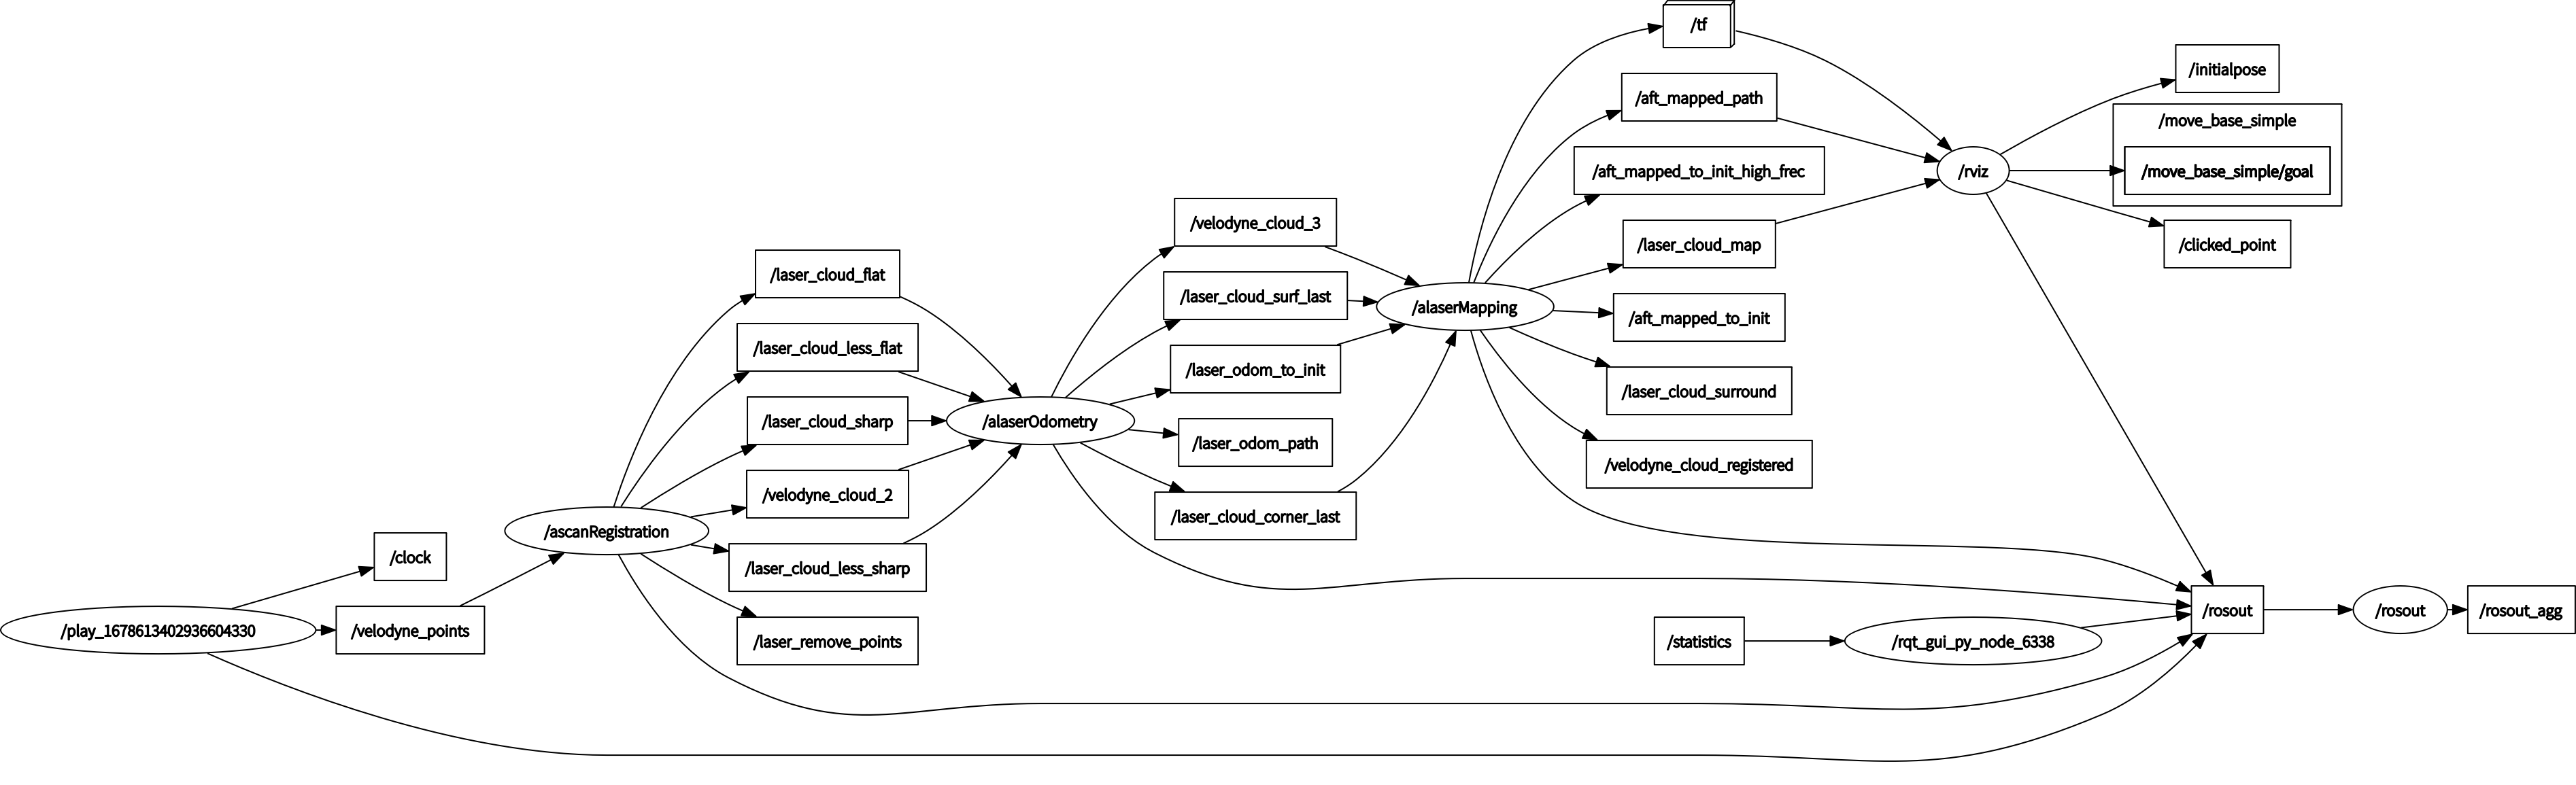 /tf
/initialpose
/aft_mapped_path
/move_base_simple
/aft_mapped_to_init_high_frec
/rviz
/move_base_simple/goal
/velodyne_cloud_3
/laser_cloud_map
/clicked_point
/laser_cloud_flat
/laser_cloud_surf_last
/alaserMapping
/aft_mapped_to_init
/laser_cloud_less_flat
/laser_odom_to_init
/laser_cloud_surround
/laser_cloud_sharp
/alaserOdometry
/laser_odom_path
/velodyne_cloud_registered
/velodyne_cloud_2
/laser_cloud_corner_last
/ascanRegistration
/clock
/laser_cloud_less_sharp
/play_1678613402936604330
/velodyne_points
/laser_remove_points
/statistics
/rqt_gui_py_node_6338
/rosout
/rosout
/rosout_agg